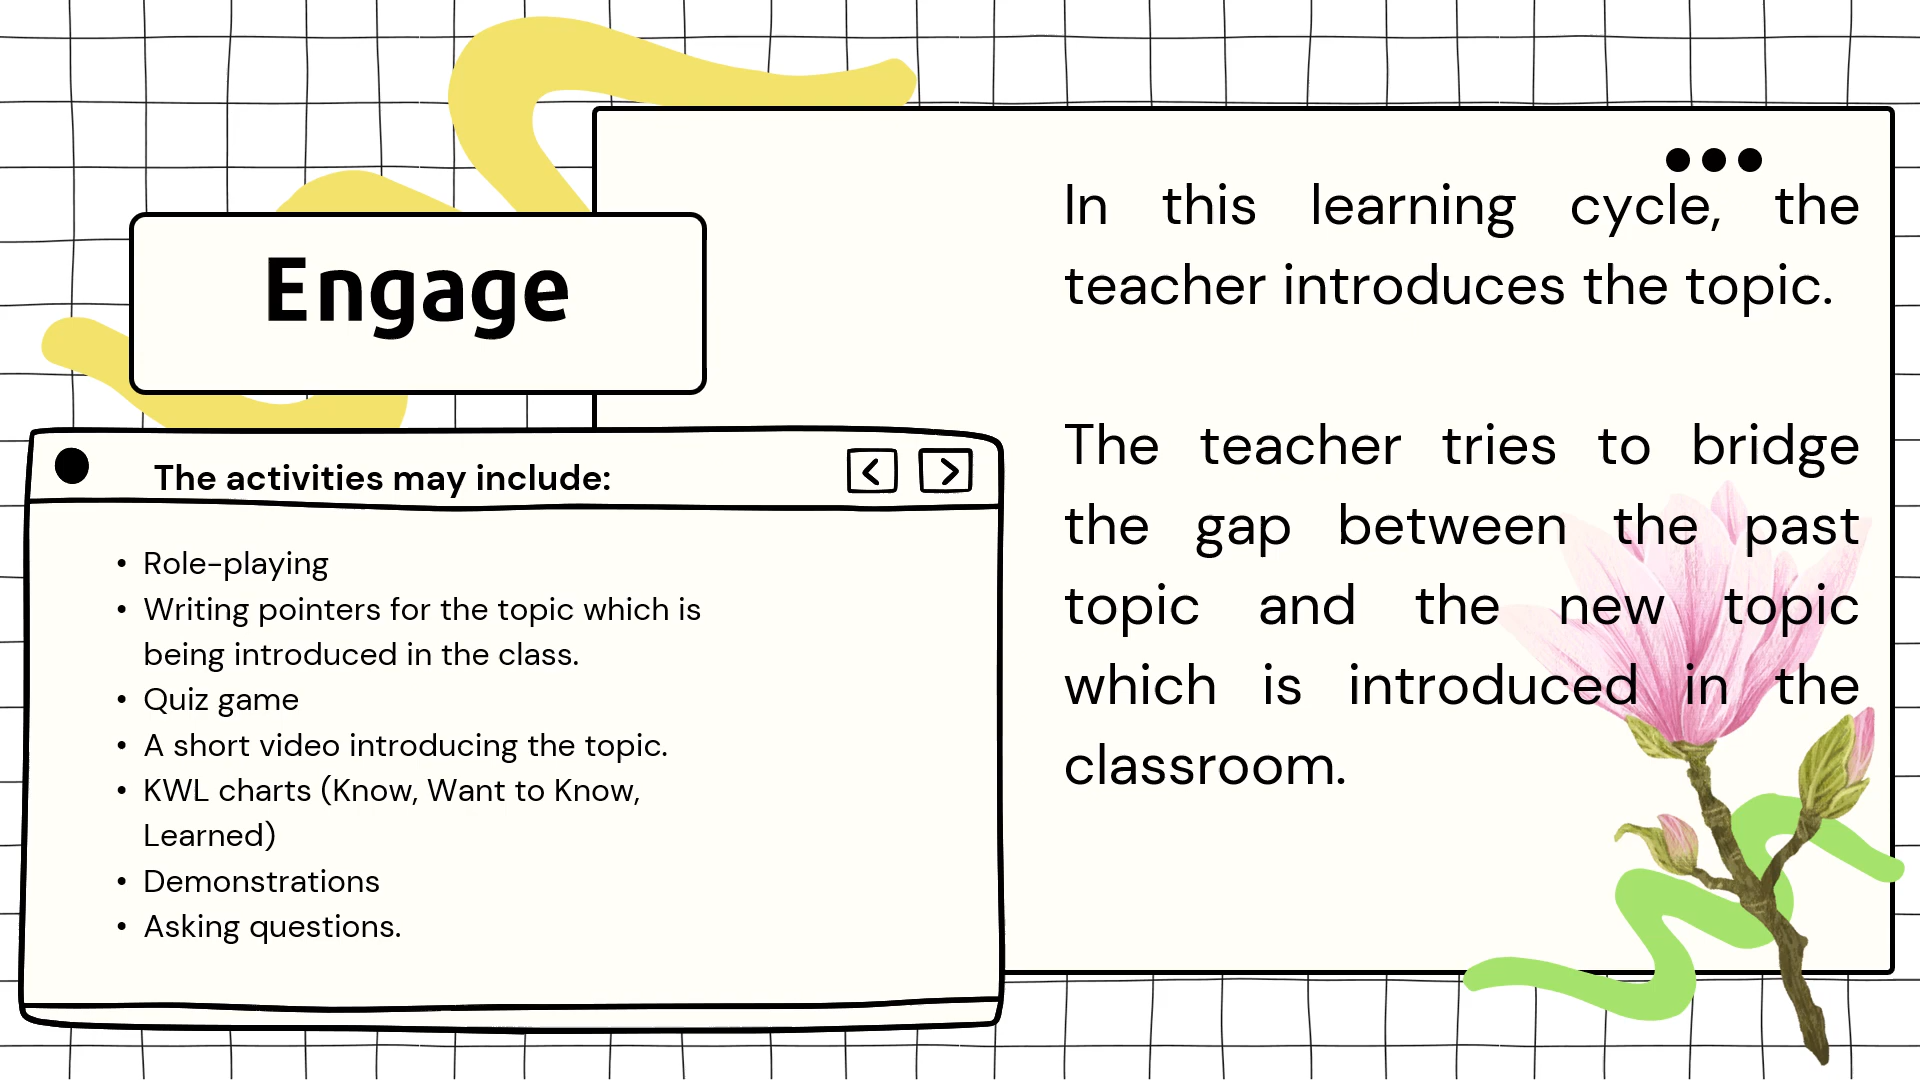 Engage
The activities may include:
• Role-playing
• Writing pointers for the topic which is
being introduced in the class.
• Quiz game
• A short video introducing the topic.
• KWL charts (Know, Want to Know,
Learned)
• Demonstrations
• Asking questions.
In this learning cycle, the
teacher introduces the topic.
The teacher tries to bridge
the gap between the past
topic and the new topic
which is introduced in the
classroom.